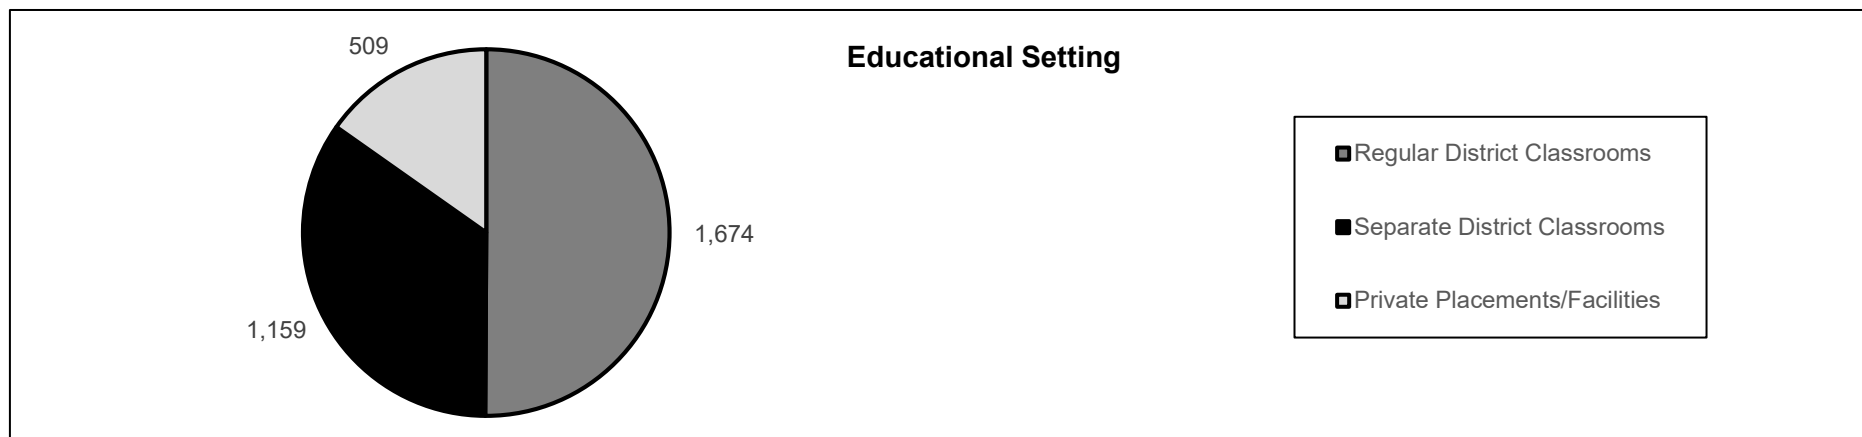 Educational Setting
509
1,674
1,159
Regular District Classrooms
Separate District Classrooms
Private Placements/Facilities